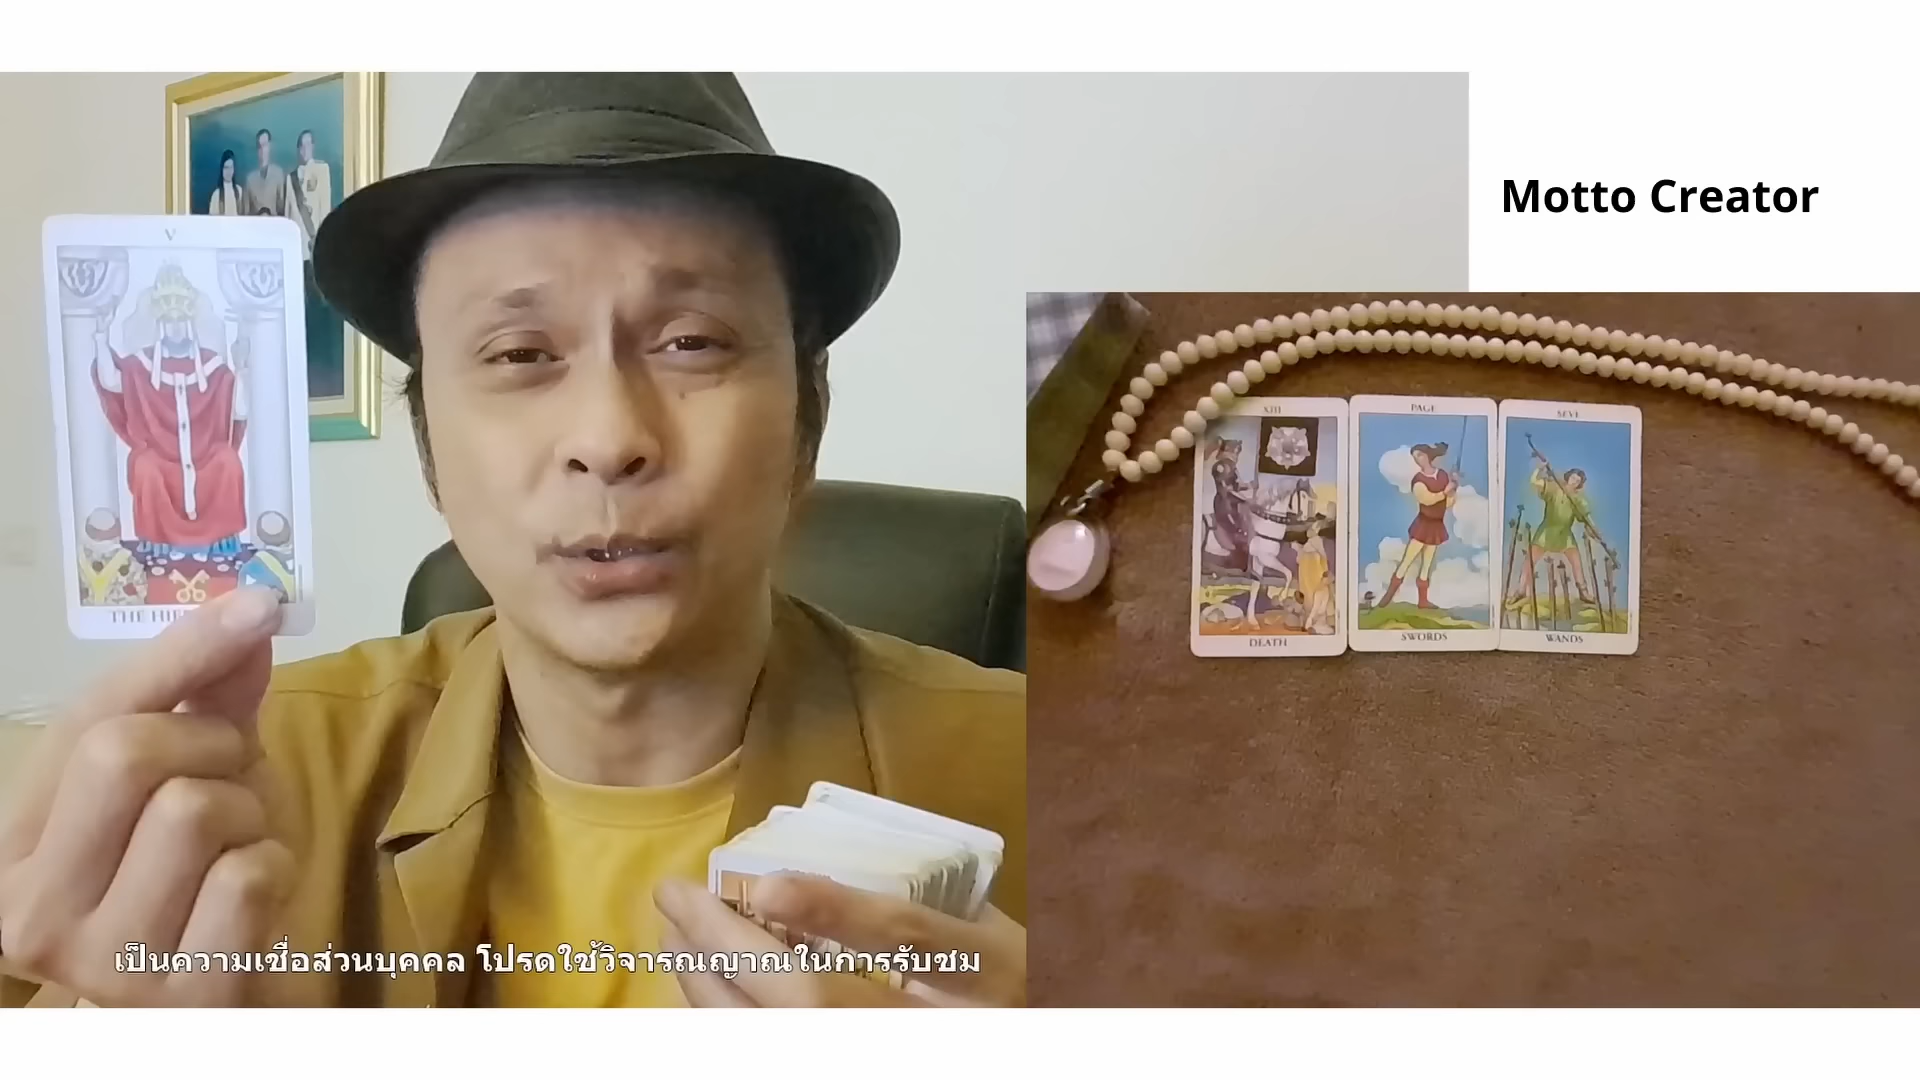 Motto Creator
V
THE HIE
XIII
DEATH
PAGE
SWORDS
SEVE
WANDS
เป็นความเชื่อส่วนบุคคล โปรดใช้วิจารณญาณในการรับชม